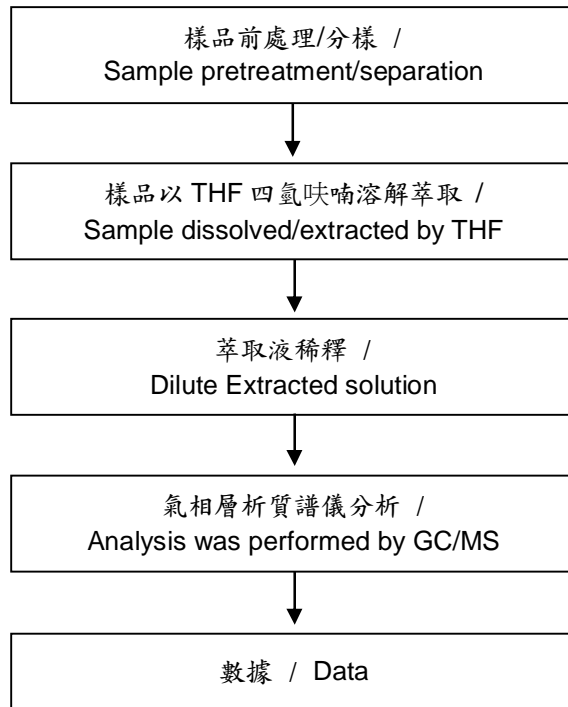 樣品前處理/分樣 /
Sample pretreatment/separation
樣品以 THF 四氫呋喃溶解萃取 /
Sample dissolved/extracted by THF
萃取液稀釋 /
Dilute Extracted solution
氣相層析質譜儀分析 /
Analysis was performed by GC/MS
數據 / Data